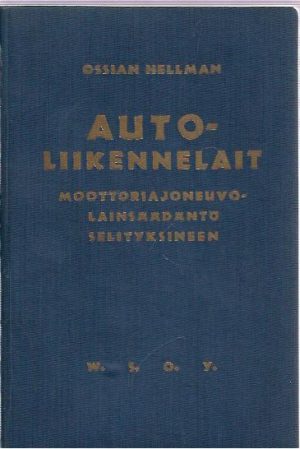 OSSIAN HELLMAN
AUTO-
LIIKENNELAIT
MOOTTORIAJONEUVO-
LAINSÄÄDÄNTÖ
SELITYKSINEEN
W. S. O. Y.